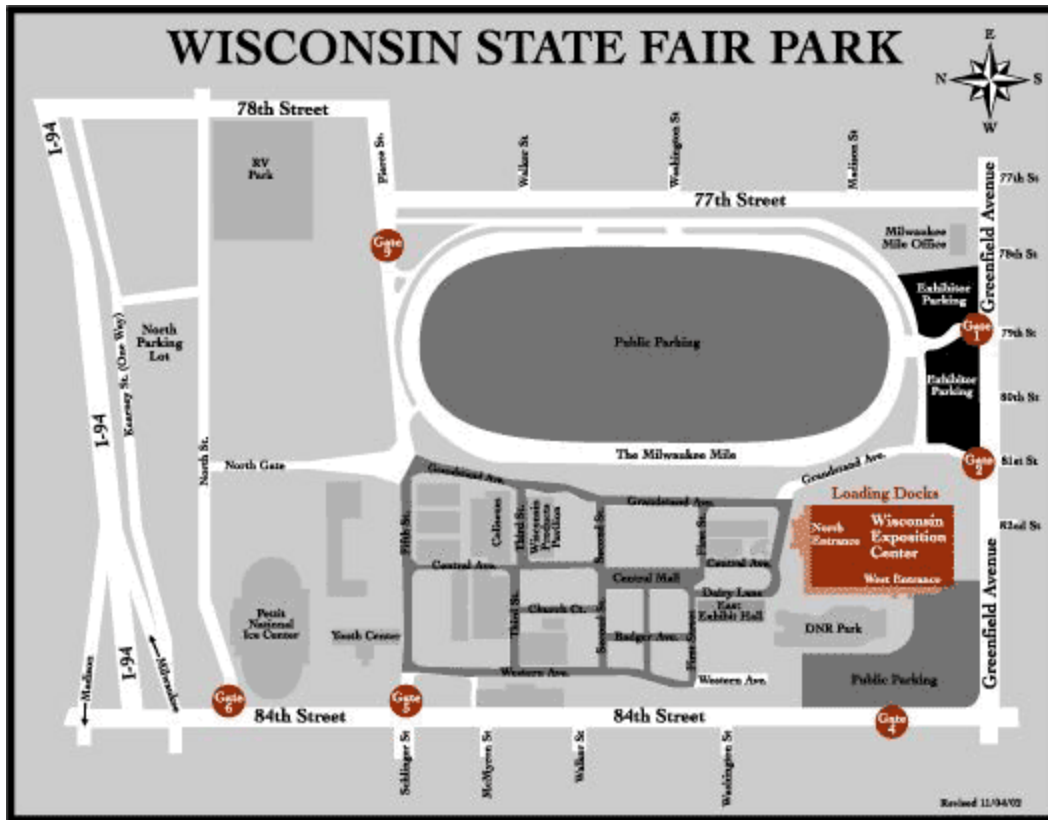 WISCONSIN STATE FAIR PARK
E
N
S
W
78th Street
I-94
RV
Park
Pierce St.
Walker St
Washington St
Madison St
77th St
77th Street
Greenfield Avenue
Gate
9
Milwaukee
Mile Office
78th St
Exhibitor
Parking
Gate
1
79th St
Kearney St. (One Way)
North
Parking
Lot
Public Parking
Exhibitor
Parking
80th St
I-94
North St.
North Gate
The Milwaukee Mile
Grandstand Ave.
Gate
2
81st St
Grandstand Ave.
Grandstand Ave.
Loading Docks
Fifth St.
Coliseum
Third St.
Wisconsin
Products
Pavilion
Second St.
First St.
North
Entrance
Wisconsin
Exposition
Center
West Entrance
82nd St
Central Ave.
Central Ave.
Central Mall
Dairy Lane
East
Exhibit Hall
Greenfield Avenue
Pettit
National
Ice Center
Youth Center
Third St.
Church Ct.
Second St.
Badger Ave.
First Street
DNR Park
Western Ave.
Western Ave.
Public Parking
Madison
I-94
Milwaukee
Gate
6
Gate
5
Gate
4
84th Street
84th Street
Schlinger St
McMyron St
Walker St
Washington St
Revised 11/04/02